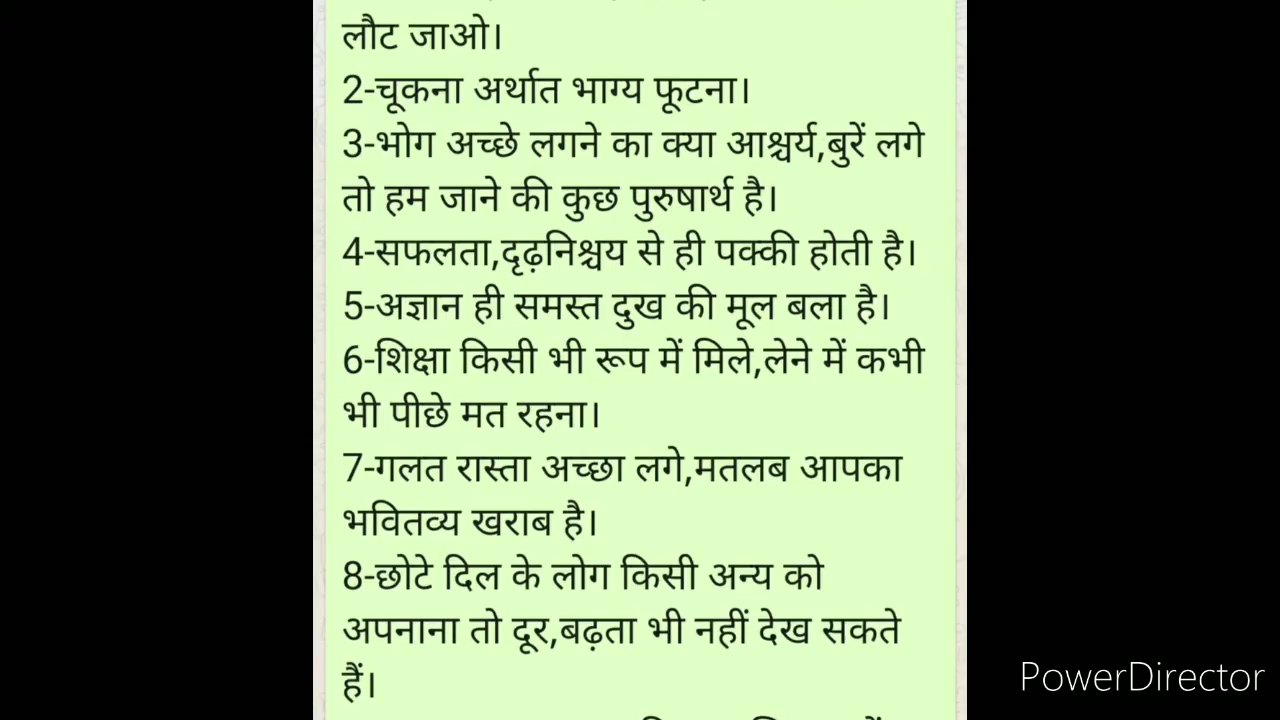 लौट जाओ।
2-चूकना अर्थात भाग्य फूटना।
3-भोग अच्छे लगने का क्या आश्चर्य,बुरें लगे
तो हम जाने की कुछ पुरुषार्थ है।
4-सफलता,दृढ़निश्चय से ही पक्की होती है।
5-अज्ञान ही समस्त दुख की मूल बला है।
6-शिक्षा किसी भी रूप में मिले,लेने में कभी
भी पीछे मत रहना।
7-गलत रास्ता अच्छा लगे,मतलब आपका
भवितव्य खराब है।
8-छोटे दिल के लोग किसी अन्य को
अपनाना तो दूर,बढ़ता भी नहीं देख सकते
हैं।
PowerDirector